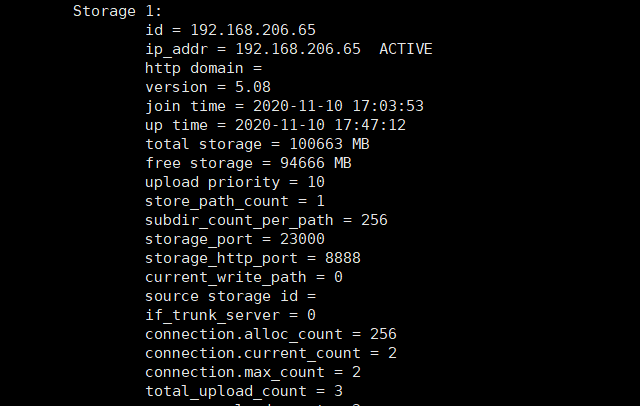 Storage 1:
id = 192.168.206.65
ip_addr = 192.168.206.65  ACTIVE
http domain =
version = 5.08
join time = 2020-11-10 17:03:53
up time = 2020-11-10 17:47:12
total storage = 100663 MB
free storage = 94666 MB
upload priority = 10
store_path_count = 1
subdir_count_per_path = 256
storage_port = 23000
storage_http_port = 8888
current_write_path = 0
source storage id =
if_trunk_server = 0
connection.alloc_count = 256
connection.current_count = 2
connection.max_count = 2
total_upload_count = 3